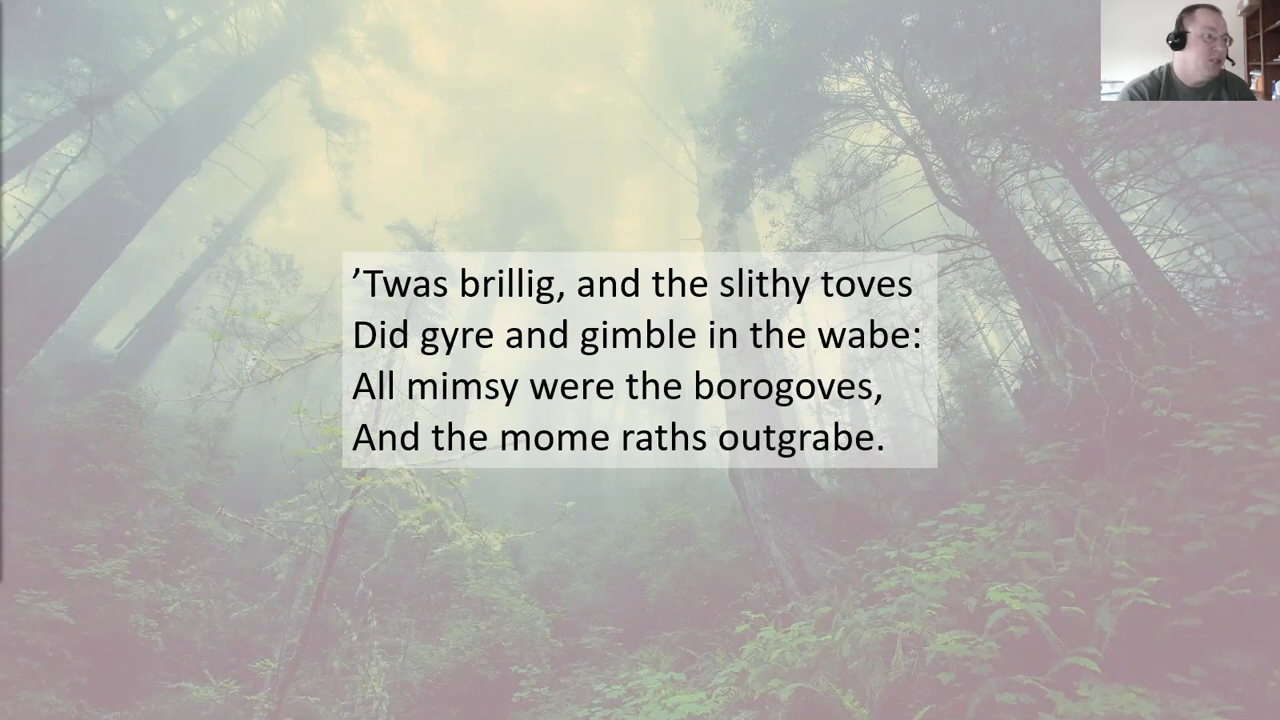 ’Twas brillig, and the slithy toves
Did gyre and gimble in the wabe:
All mimsy were the borogoves,
And the mome raths outgrabe.